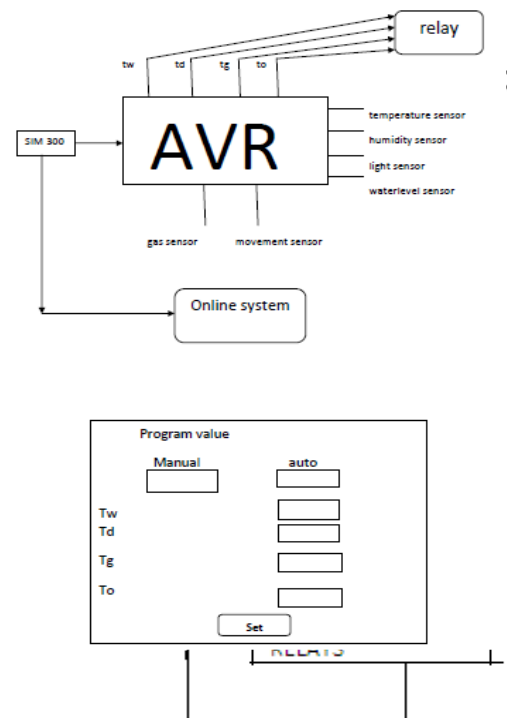 relay
tw td tg to
AVR
SIM 300
temperature sensor
humidity sensor
light sensor
waterlevel sensor
gas sensor movement sensor
Online system
Program value
Manual auto
Tw
Td
Tg
To
Set
RELAYS